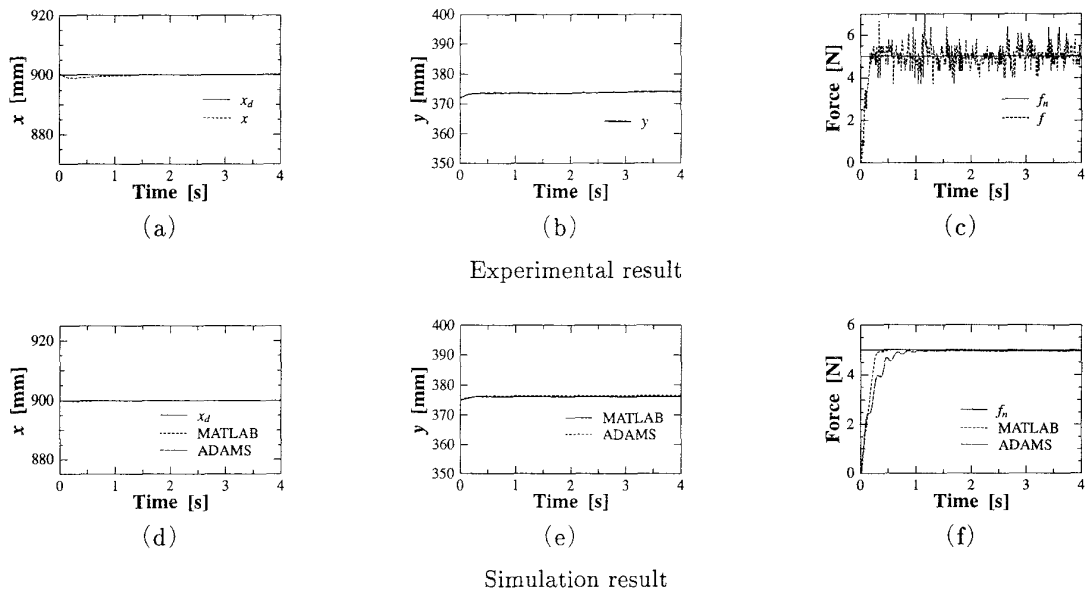 920
900
880
x [mm]
x_d
x
0 1 2 3 4
Time [s]
(a)
400
390
380
370
360
350
y [mm]
y
0 1 2 3 4
Time [s]
(b)
6
4
2
0
Force [N]
f_n
f
0 1 2 3 4
Time [s]
(c)
Experimental result
920
900
880
x [mm]
x_d
MATLAB
ADAMS
0 1 2 3 4
Time [s]
(d)
400
390
380
370
360
350
y [mm]
MATLAB
ADAMS
0 1 2 3 4
Time [s]
(e)
6
4
2
0
Force [N]
f_n
MATLAB
ADAMS
0 1 2 3 4
Time [s]
(f)
Simulation result